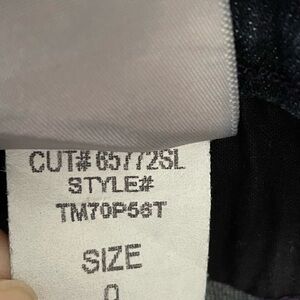 CUT# 65772SL
STYLE#
TM70P56T
SIZE
0